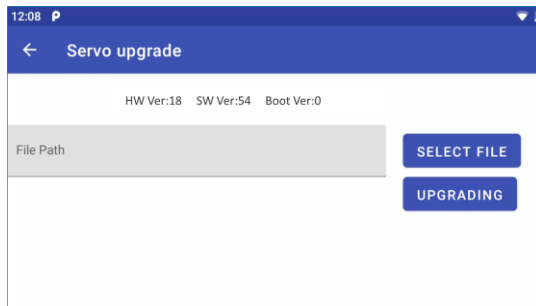 12:08
Servo upgrade
HW Ver:18 SW Ver:54 Boot Ver:0
File Path
SELECT FILE
UPGRADING